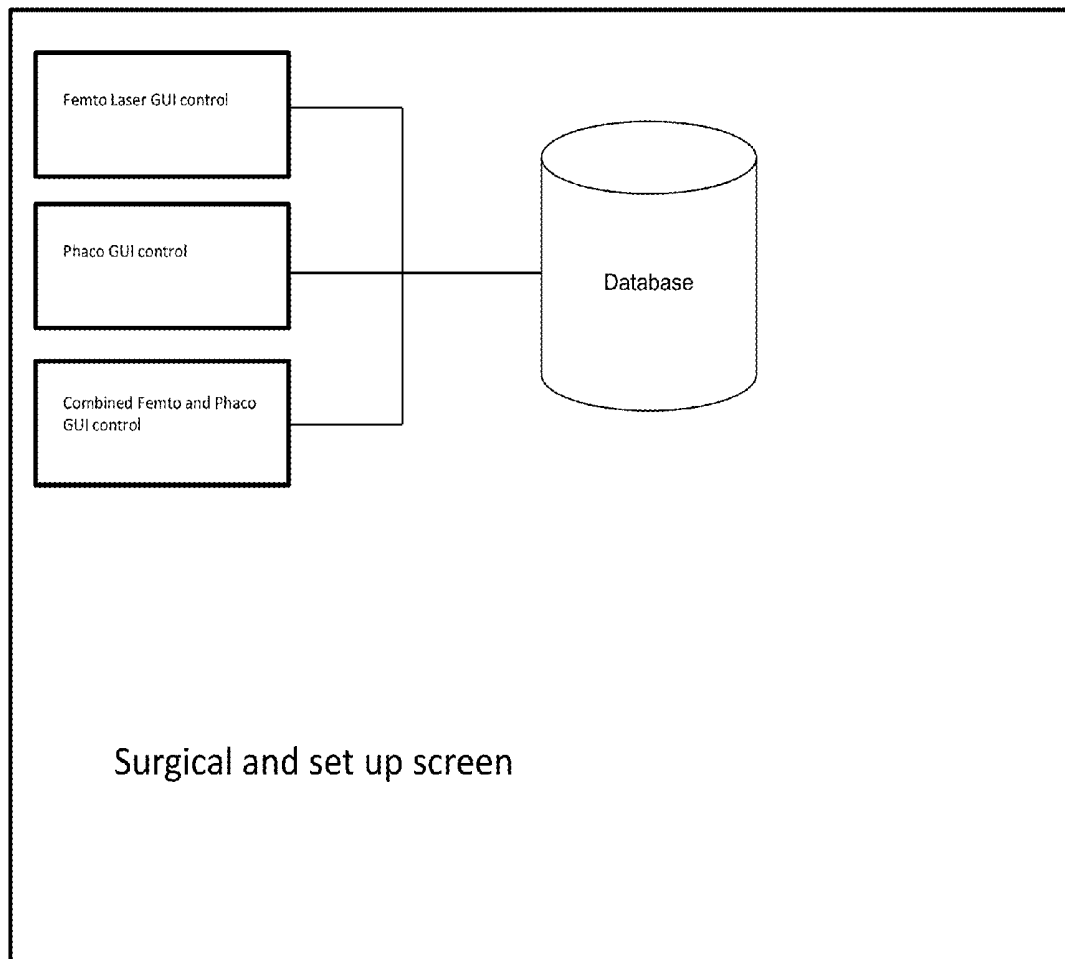 Femto Laser GUI control
Phaco GUI control
Combined Femto and Phaco
GUI control
Database
Surgical and set up screen